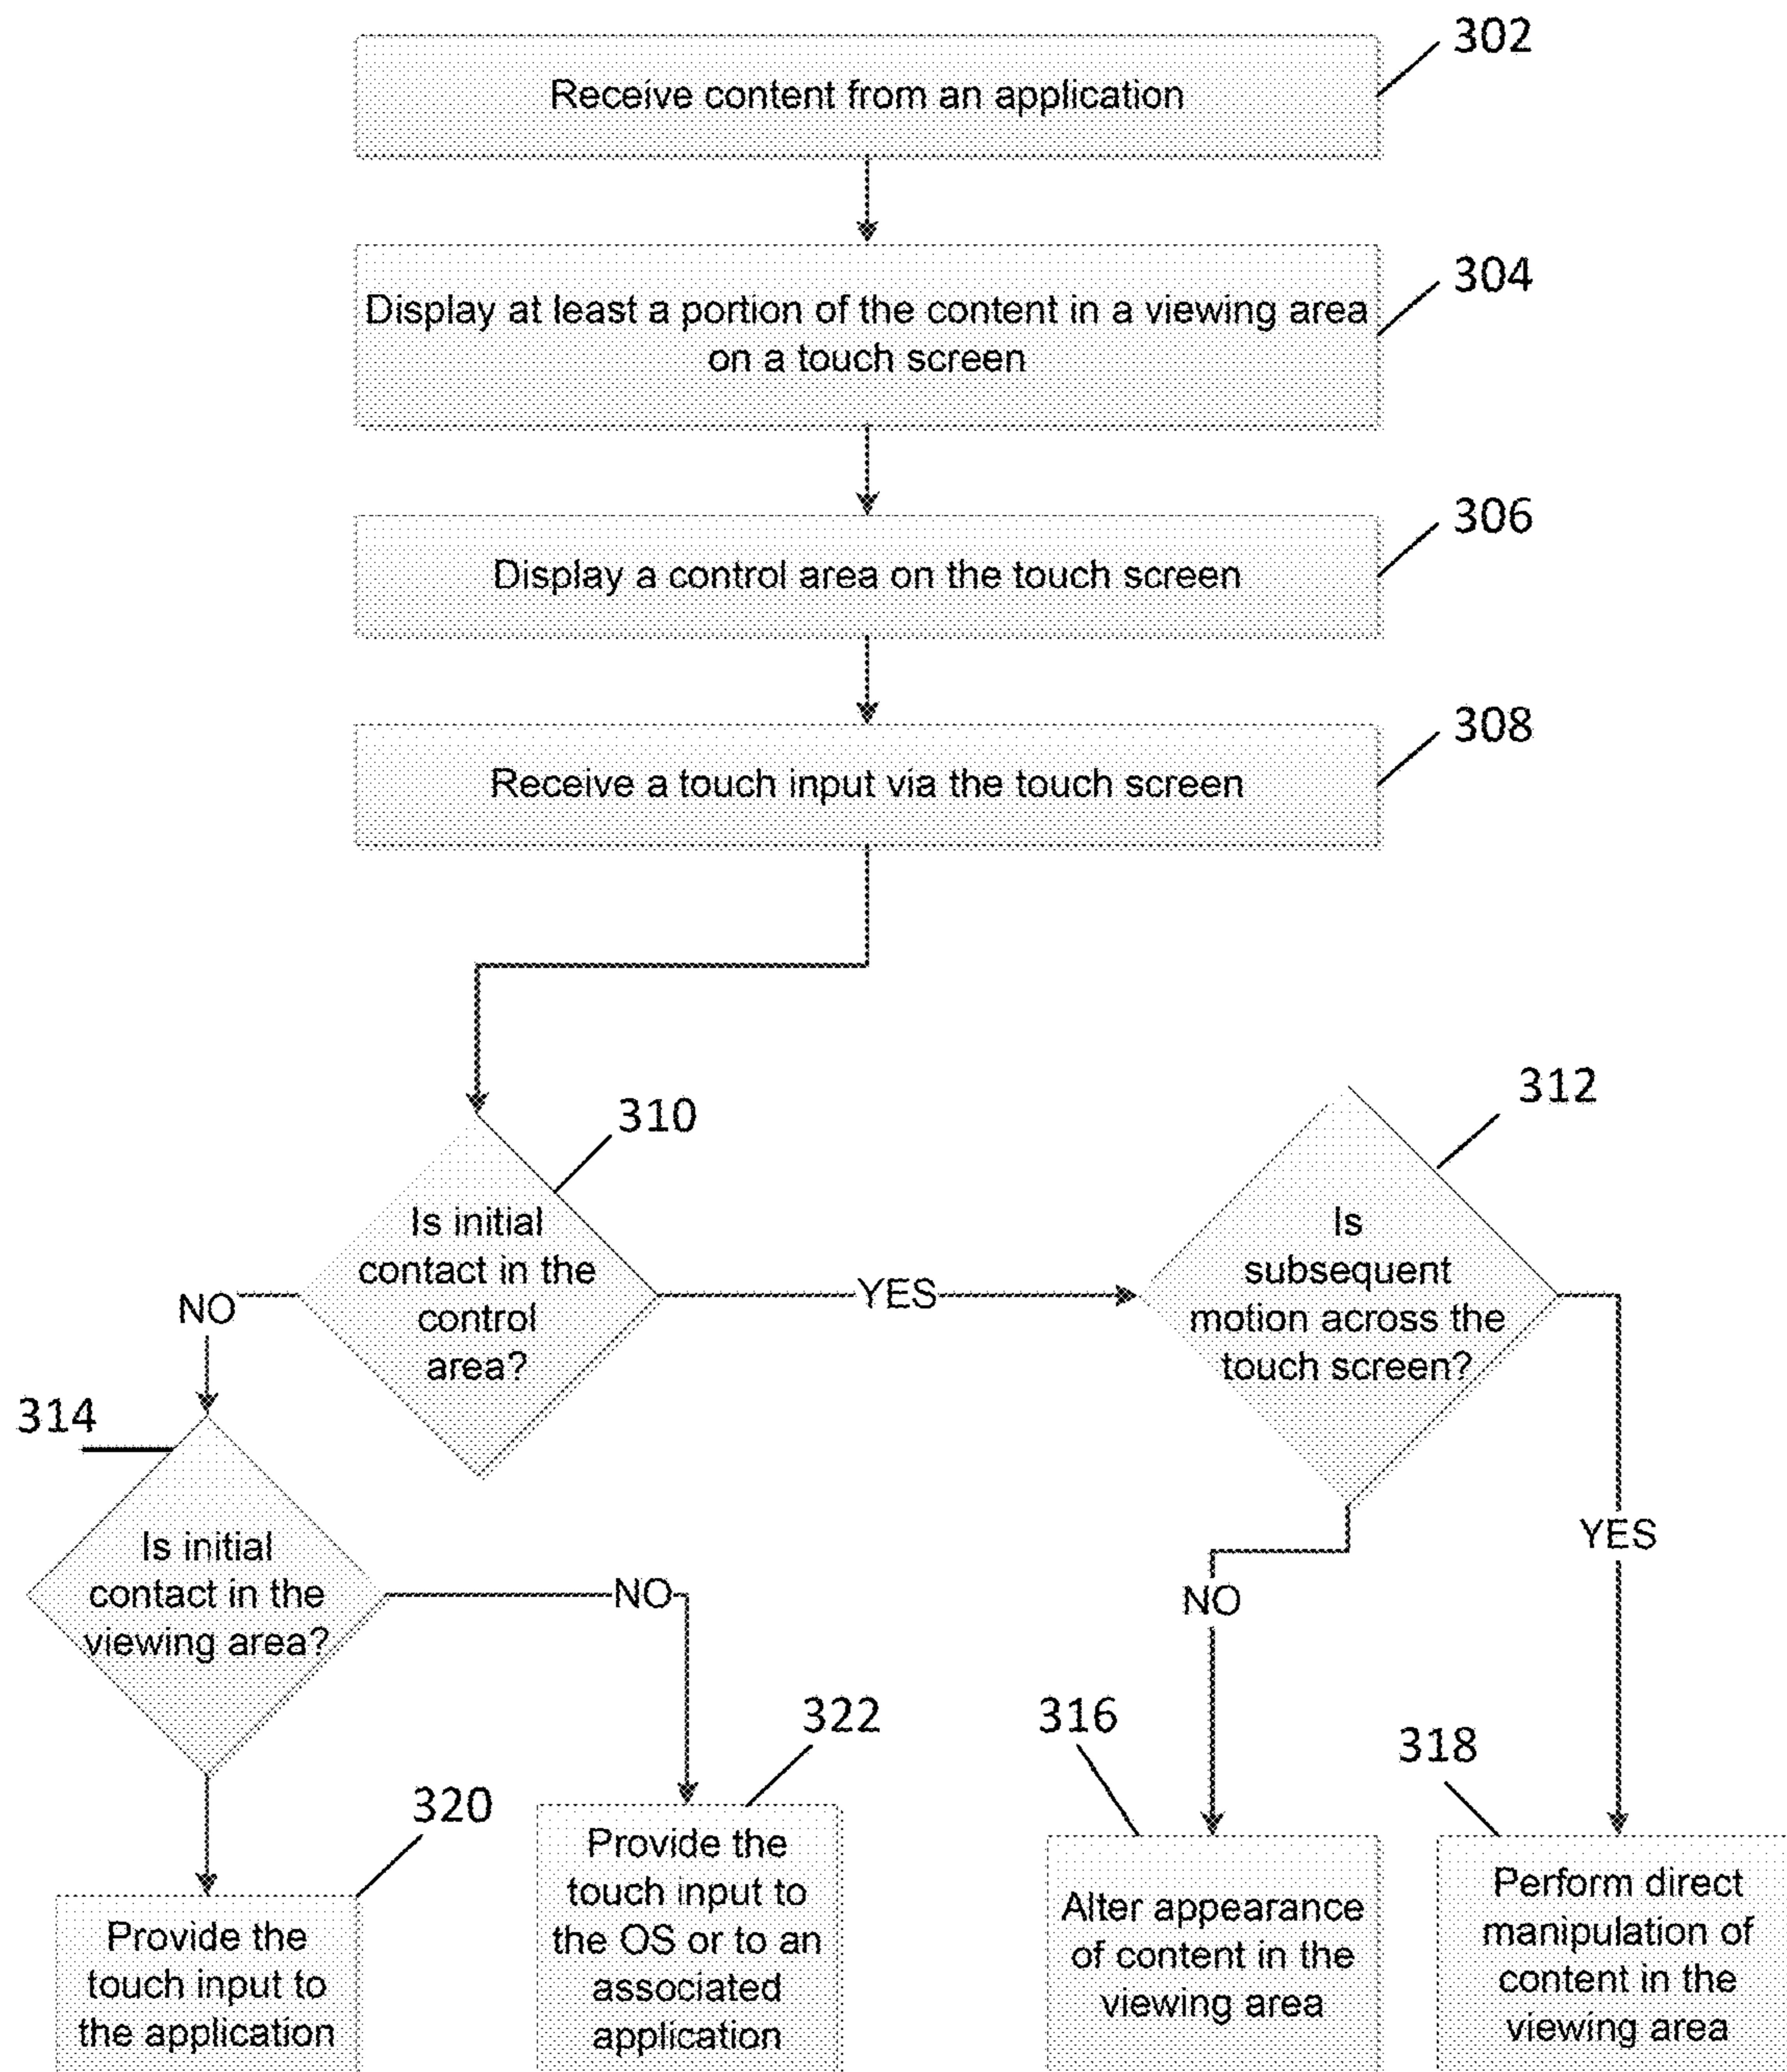 302
Receive content from an application
304
Display at least a portion of the content in a viewing area
on a touch screen
306
Display a control area on the touch screen
308
Receive a touch input via the touch screen
310
Is initial
contact in the
control
area?
YES
312
Is
subsequent
motion across the
touch screen?
NO
314
Is initial
contact in the
viewing area?
NO
NO
YES
320
Provide the
touch input to
the application
322
Provide the
touch input to
the OS or to an
associated
application
316
Alter appearance
of content in the
viewing area
318
Perform direct
manipulation of
content in the
viewing area